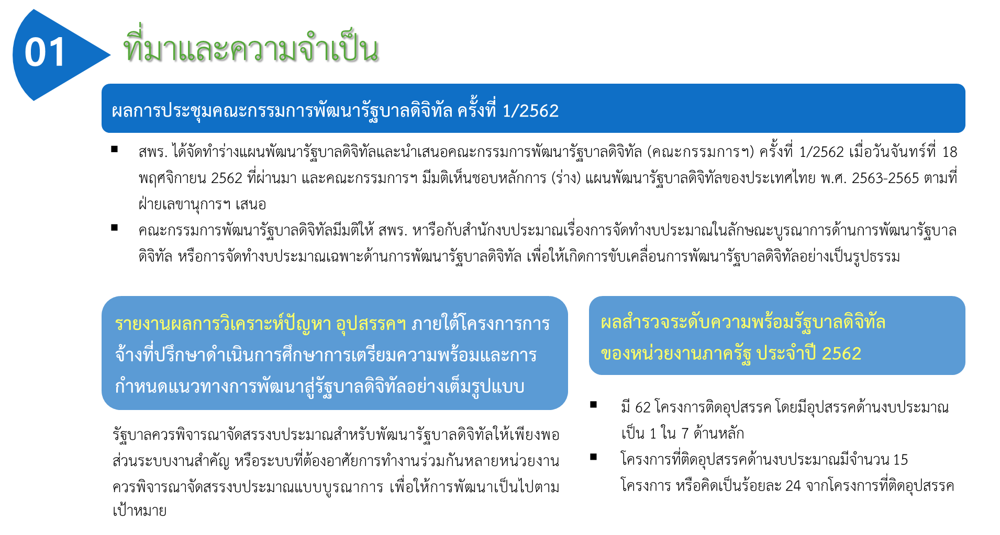 01
ที่มาและความจำเป็น
ผลการประชุมคณะกรรมการพัฒนารัฐบาลดิจิทัล ครั้งที่ 1/2562
▪ สพร. ได้จัดทำร่างแผนพัฒนารัฐบาลดิจิทัลและนำเสนอคณะกรรมการพัฒนารัฐบาลดิจิทัล (คณะกรรมการฯ) ครั้งที่ 1/2562 เมื่อวันจันทร์ที่ 18
พฤศจิกายน 2562 ที่ผ่านมา และคณะกรรมการฯ มีมติเห็นชอบหลักการ (ร่าง) แผนพัฒนารัฐบาลดิจิทัลของประเทศไทย พ.ศ. 2563-2565 ตามที่
ฝ่ายเลขานุการฯ เสนอ
▪ คณะกรรมการพัฒนารัฐบาลดิจิทัลมีมติให้ สพร. หารือกับสำนักงบประมาณเรื่องการจัดทำงบประมาณในลักษณะบูรณาการด้านการพัฒนารัฐบาล
ดิจิทัล หรือการจัดทำงบประมาณเฉพาะด้านการพัฒนารัฐบาลดิจิทัล เพื่อให้เกิดการขับเคลื่อนการพัฒนารัฐบาลดิจิทัลอย่างเป็นรูปธรรม
รายงานผลการวิเคราะห์ปัญหา อุปสรรคฯ ภายใต้โครงการการ
จ้างที่ปรึกษาดำเนินการศึกษาการเตรียมความพร้อมและการ
กำหนดแนวทางการพัฒนาสู่รัฐบาลดิจิทัลอย่างเต็มรูปแบบ
รัฐบาลควรพิจารณาจัดสรรงบประมาณสำหรับพัฒนารัฐบาลดิจิทัลให้เพียงพอ
ส่วนระบบงานสำคัญ หรือระบบที่ต้องอาศัยการทำงานร่วมกันหลายหน่วยงาน
ควรพิจารณาจัดสรรงบประมาณแบบบูรณาการ เพื่อให้การพัฒนาเป็นไปตาม
เป้าหมาย
ผลสำรวจระดับความพร้อมรัฐบาลดิจิทัล
ของหน่วยงานภาครัฐ ประจำปี 2562
▪ มี 62 โครงการติดอุปสรรค โดยมีอุปสรรคด้านงบประมาณ
เป็น 1 ใน 7 ด้านหลัก
▪ โครงการที่ติดอุปสรรคด้านงบประมาณมีจำนวน 15
โครงการ หรือคิดเป็นร้อยละ 24 จากโครงการที่ติดอุปสรรค